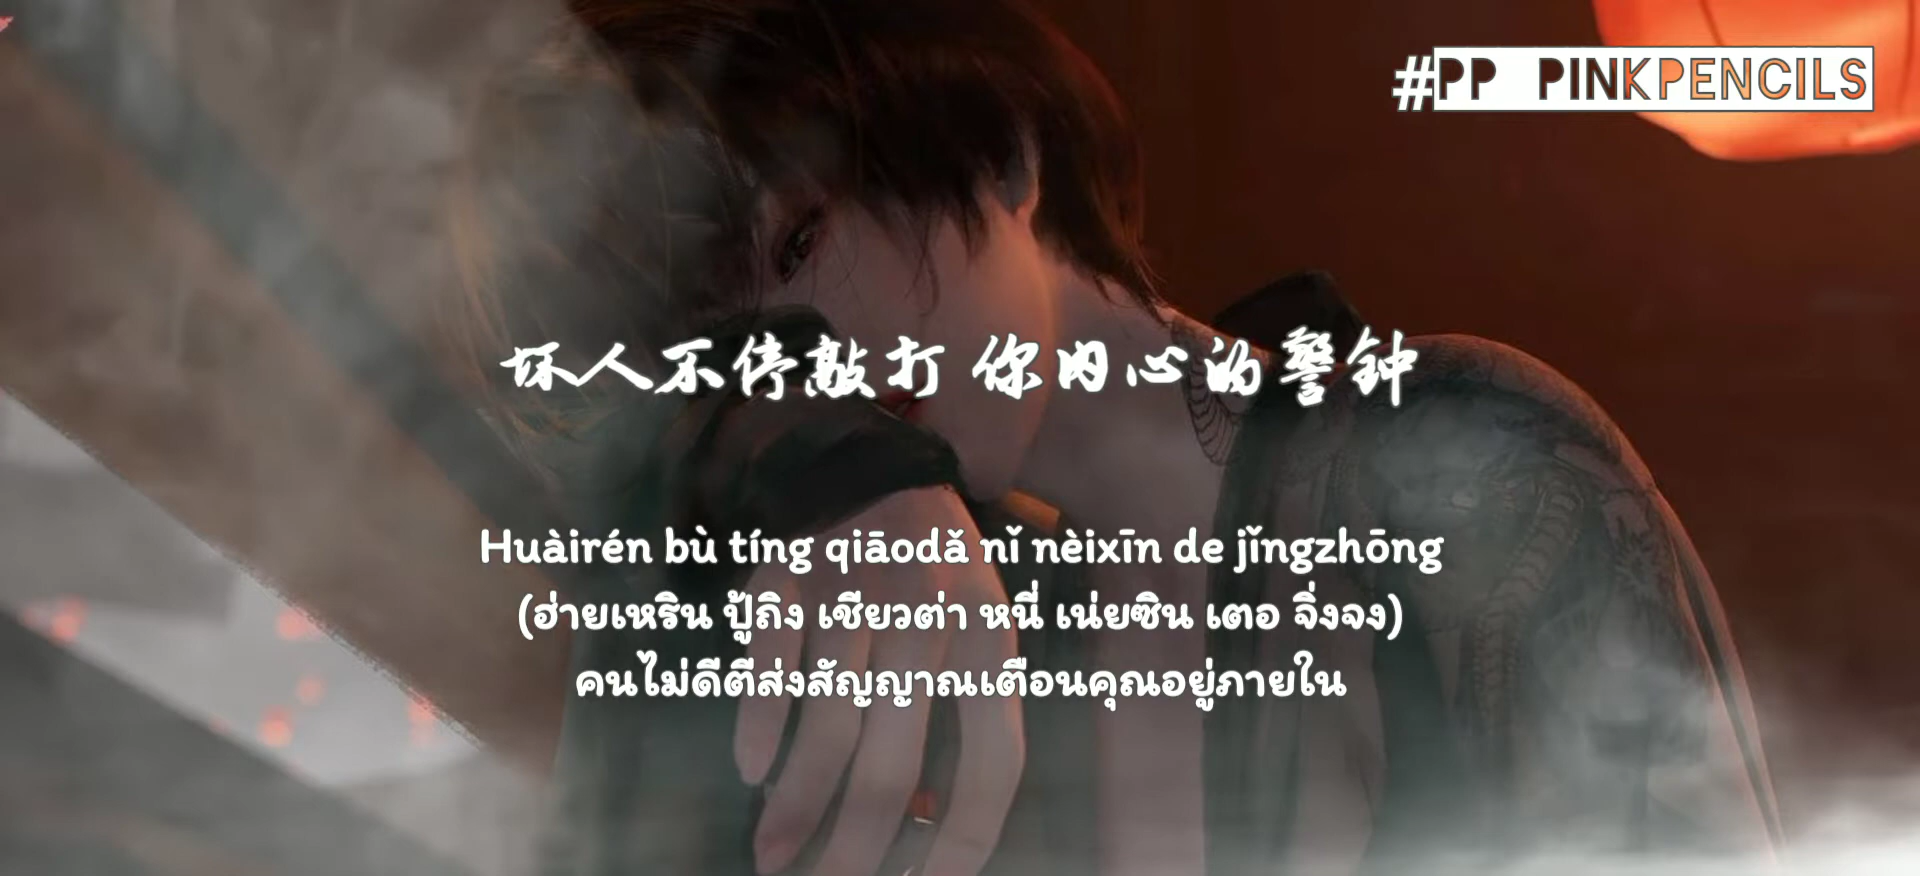 #PP PINKPENCILS
坏人不停敲打 你内心的警钟
Huàirén bù tíng qiāodǎ nǐ nèixīn de jǐngzhōng
(ฮ่ายเหริน ปู้ถิง เชียวต่า หนี่ เน่ยซิน เตอ จิ่งจง)
คนไม่ดีตีส่งสัญญาณเตือนคุณอยู่ภายใน